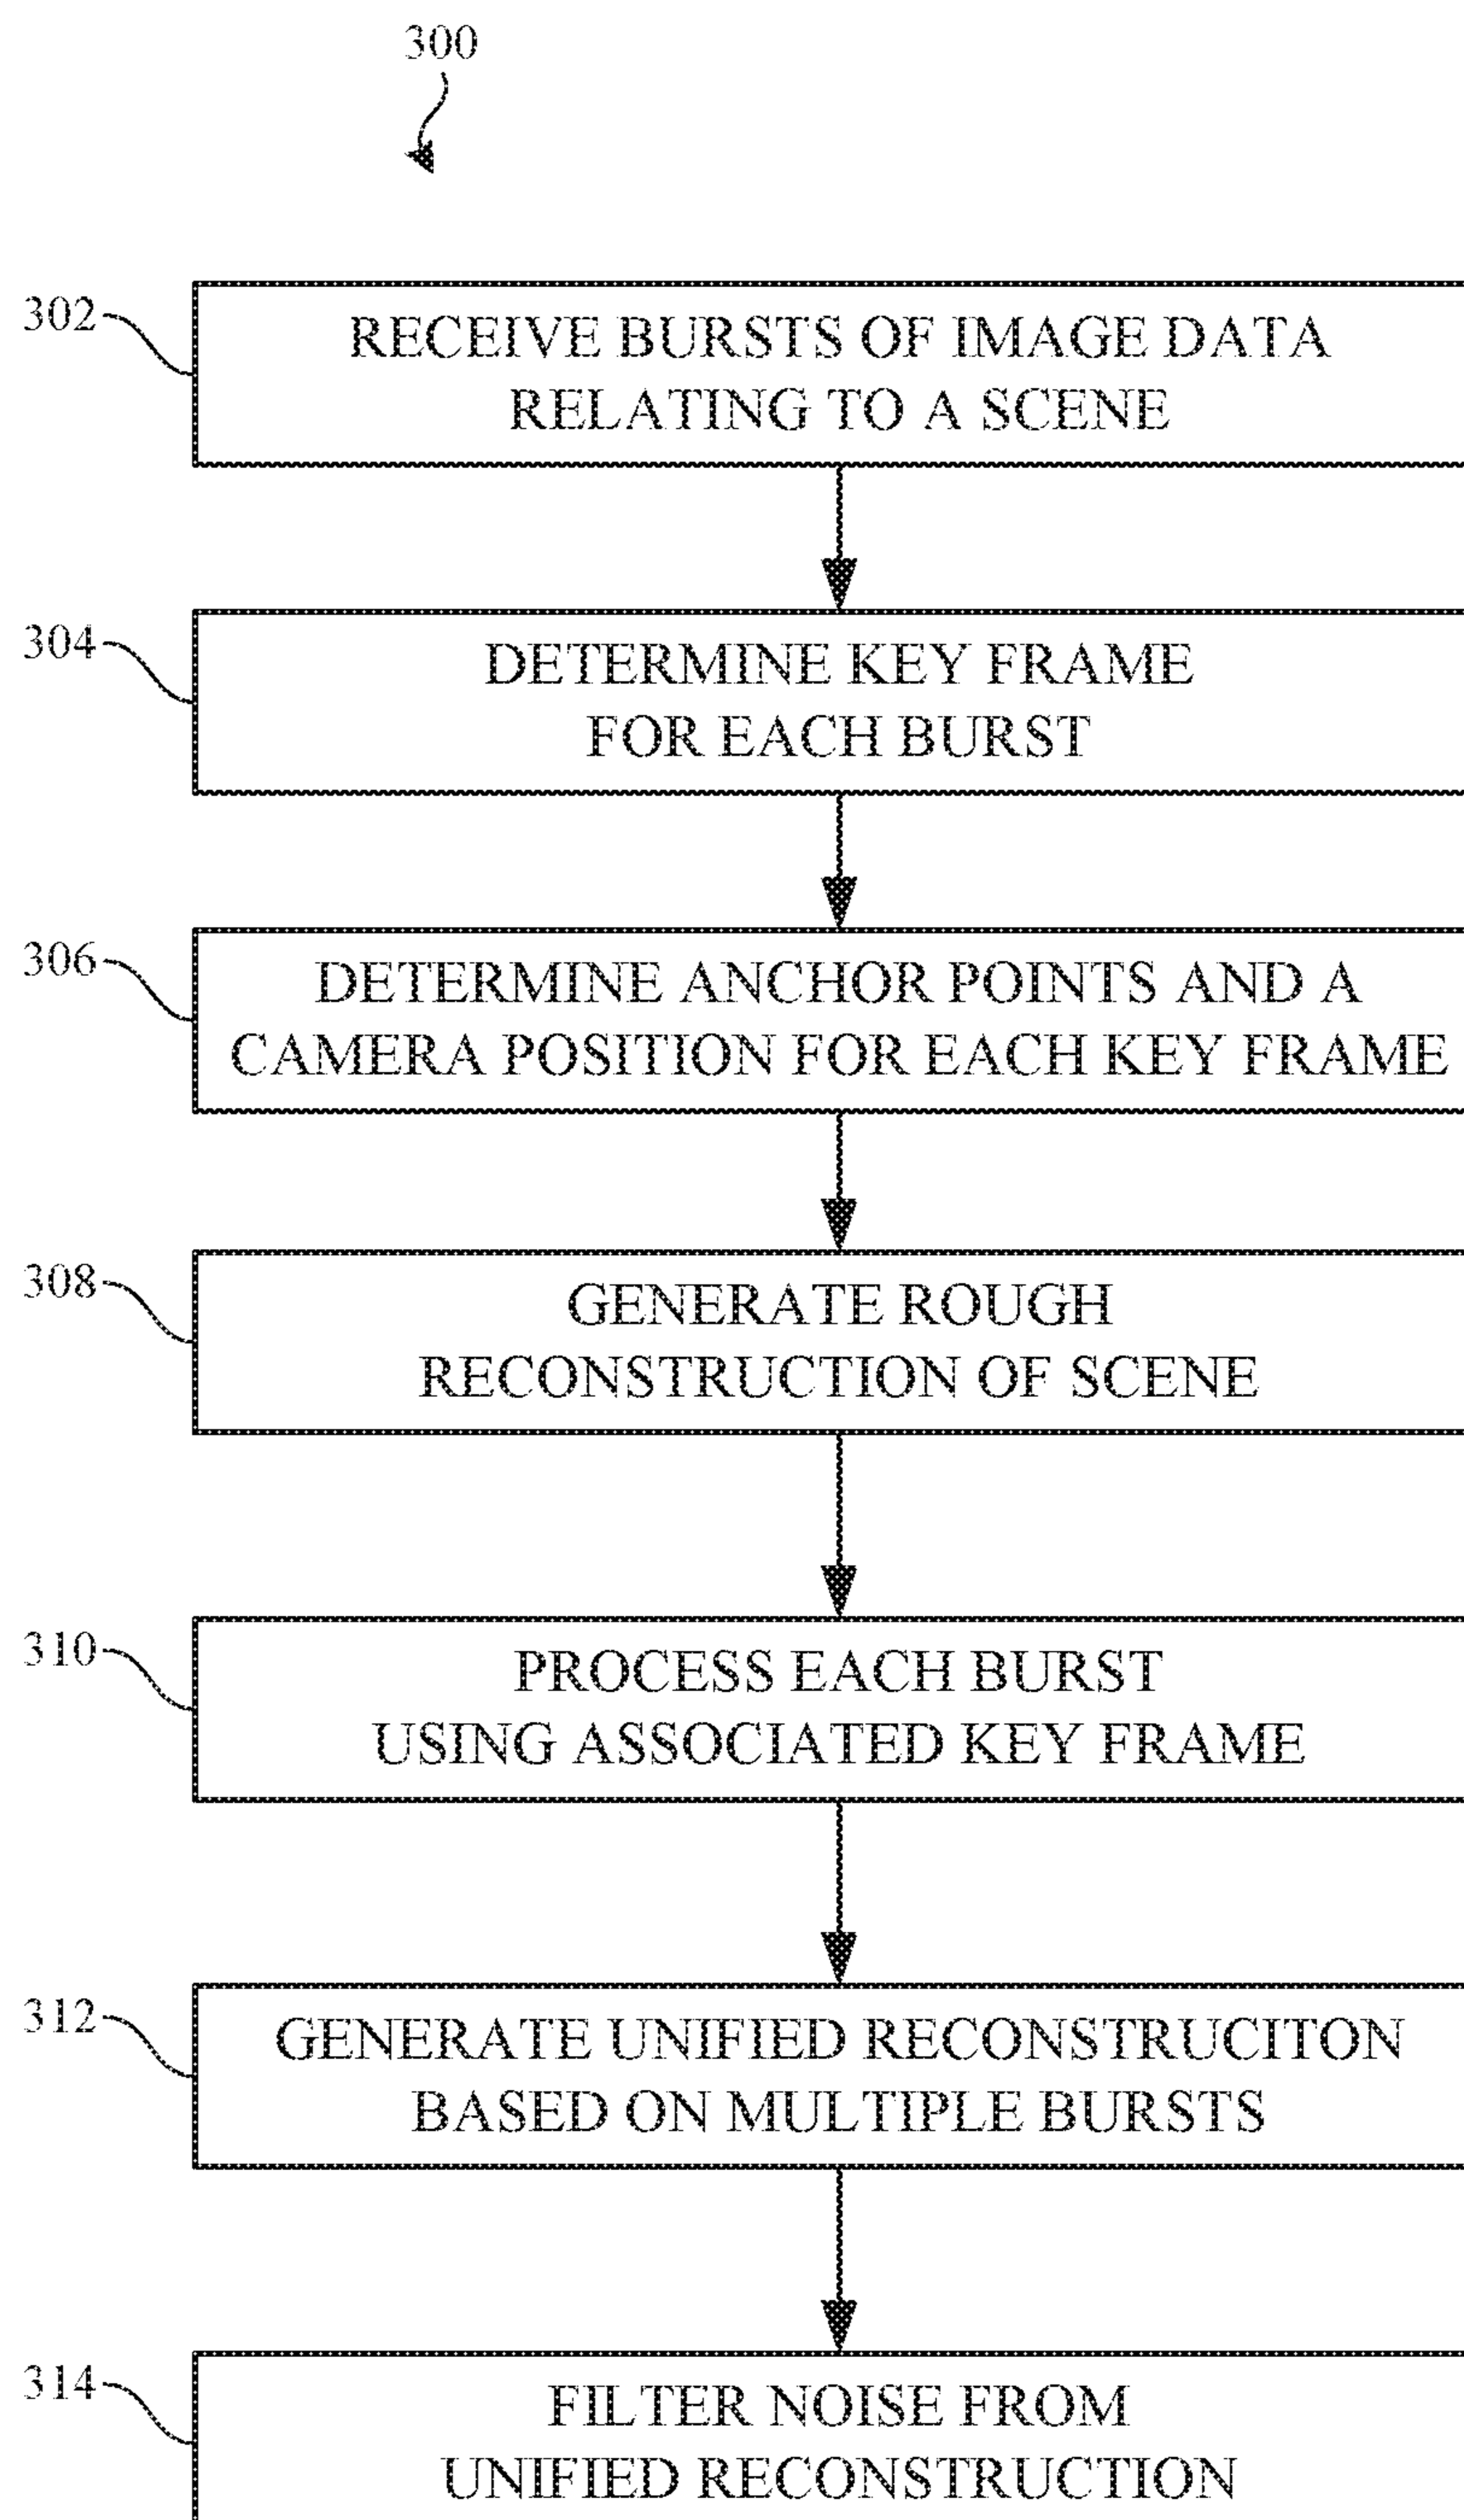 300
302
RECEIVE BURSTS OF IMAGE DATA
RELATING TO A SCENE
304
DETERMINE KEY FRAME
FOR EACH BURST
306
DETERMINE ANCHOR POINTS AND A
CAMERA POSITION FOR EACH KEY FRAME
308
GENERATE ROUGH
RECONSTRUCTION OF SCENE
310
PROCESS EACH BURST
USING ASSOCIATED KEY FRAME
312
GENERATE UNIFIED RECONSTRUCITON
BASED ON MULTIPLE BURSTS
314
FILTER NOISE FROM
UNIFIED RECONSTRUCTION